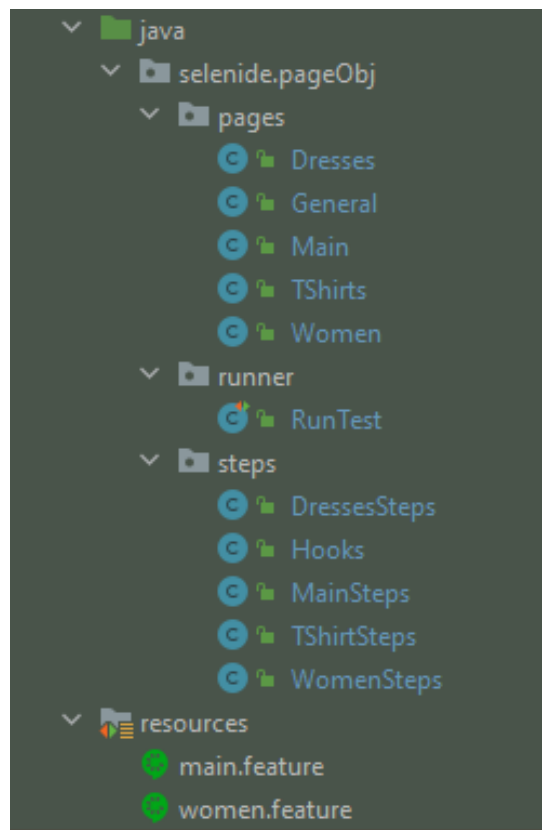 java
selenide.pageObj
pages
Dresses
General
Main
TShirts
Women
runner
RunTest
steps
DressesSteps
Hooks
MainSteps
TShirtSteps
WomenSteps
resources
main.feature
women.feature